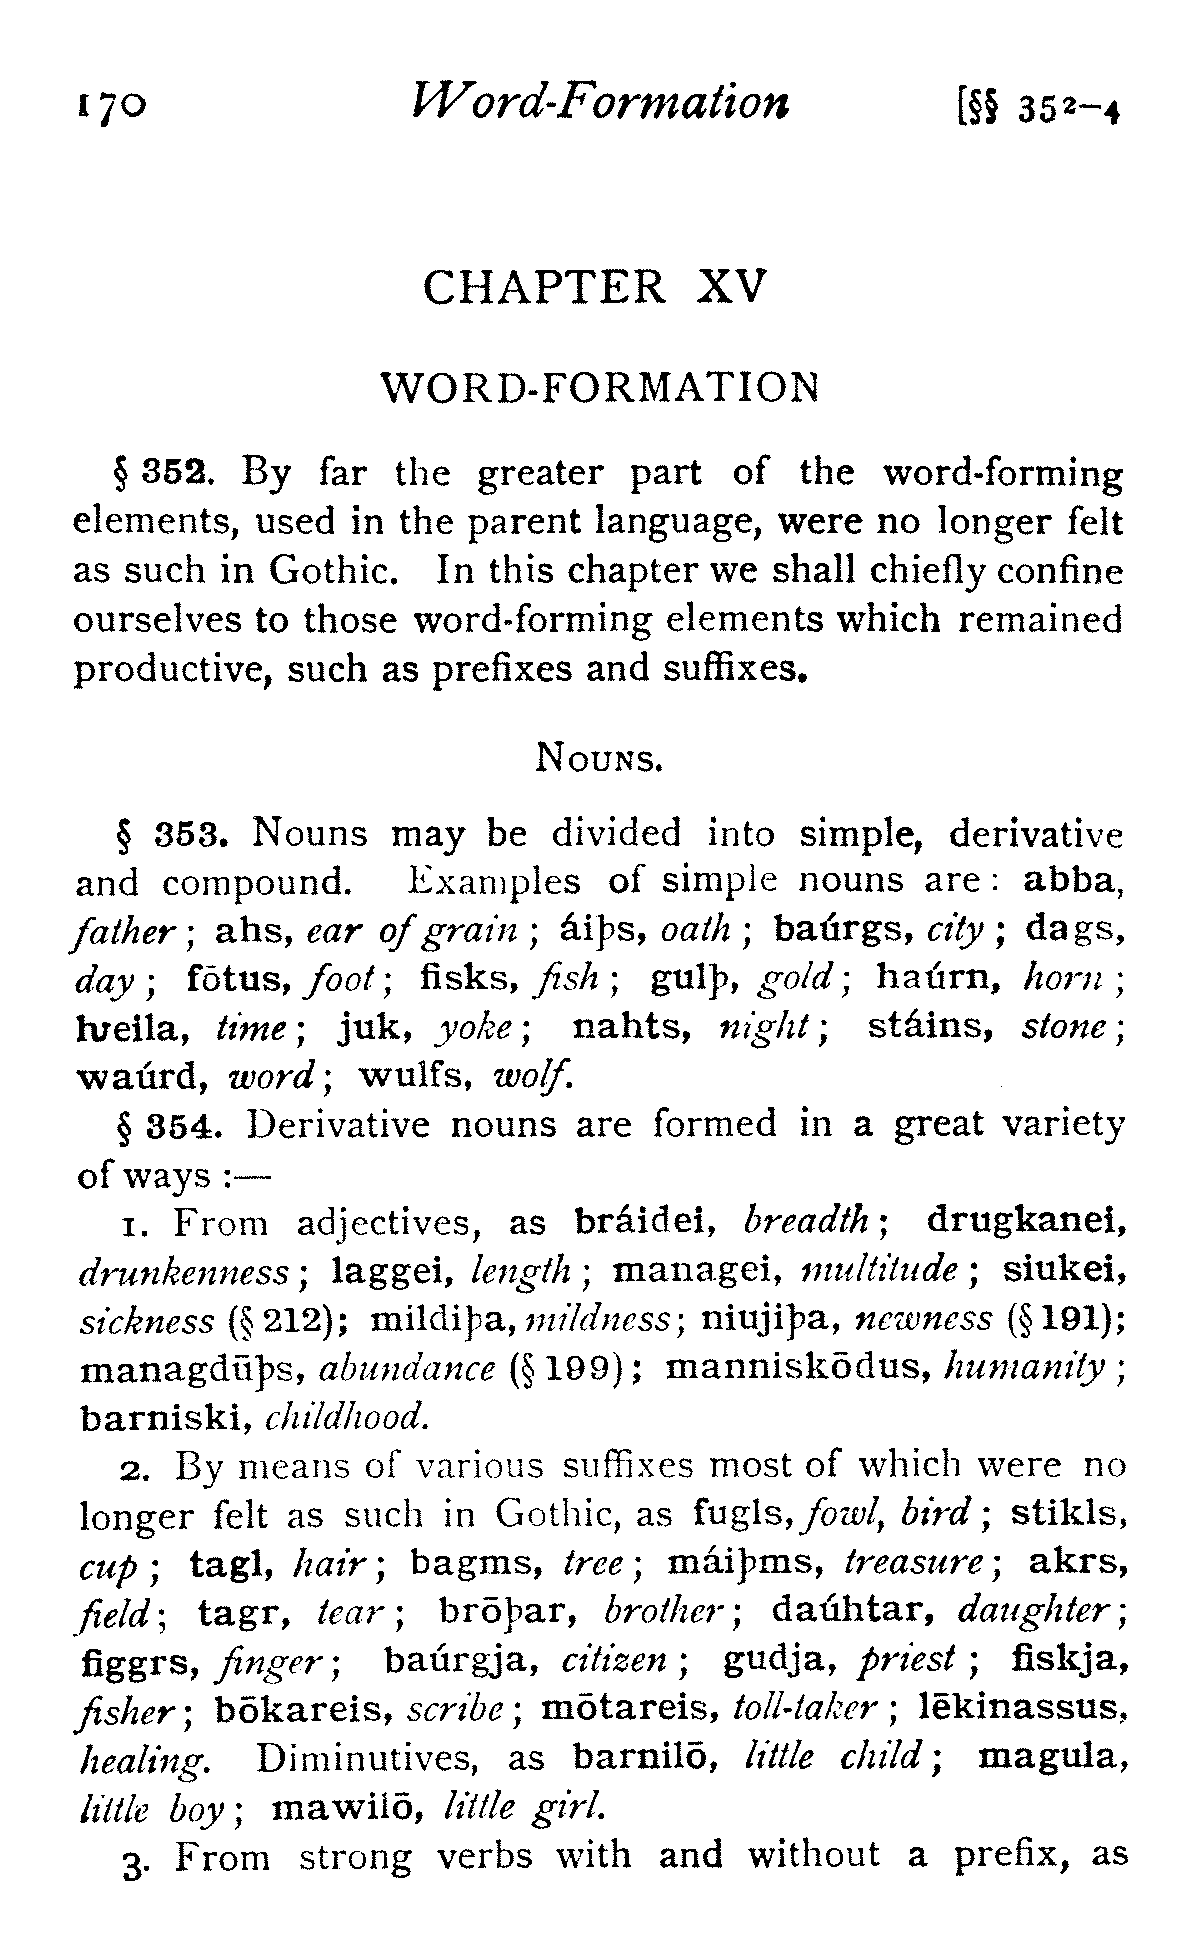 170 Word-Formation [§§ 352–4
CHAPTER XV
WORD-FORMATION
§ 352. By far the greater part of the word-forming
elements, used in the parent language, were no longer felt
as such in Gothic. In this chapter we shall chiefly confine
ourselves to those word-forming elements which remained
productive, such as prefixes and suffixes.
Nouns.
§ 353. Nouns may be divided into simple, derivative
and compound. Examples of simple nouns are: abba,
father; ahs, ear of grain; áiþs, oath; baúrgs, city; dags,
day; fōtus, foot; fisks, fish; gulþ, gold; haúrn, horn;
ƕeila, time; juk, yoke; nahts, night; stáins, stone;
waúrd, word; wulfs, wolf.
§ 354. Derivative nouns are formed in a great variety
of ways:—
1. From adjectives, as bráidei, breadth; drugkanei,
drunkenness; laggei, length; managei, multitude; siukei,
sickness (§ 212); mildiþa, mildness; niujiþa, newness (§ 191);
managdūþs, abundance (§ 199); manniskōdus, humanity;
barniski, childhood.
2. By means of various suffixes most of which were no
longer felt as such in Gothic, as fugls, fowl, bird; stikls,
cup; tagl, hair; bagms, tree; máiþms, treasure; akrs,
field; tagr, tear; brōþar, brother; daúhtar, daughter;
figgrs, finger; baúrgja, citizen; gudja, priest; fiskja,
fisher; bōkareis, scribe; mōtareis, toll-taker; lēkinassus,
healing. Diminutives, as barnilō, little child; magula,
little boy; mawilō, little girl.
3. From strong verbs with and without a prefix, as